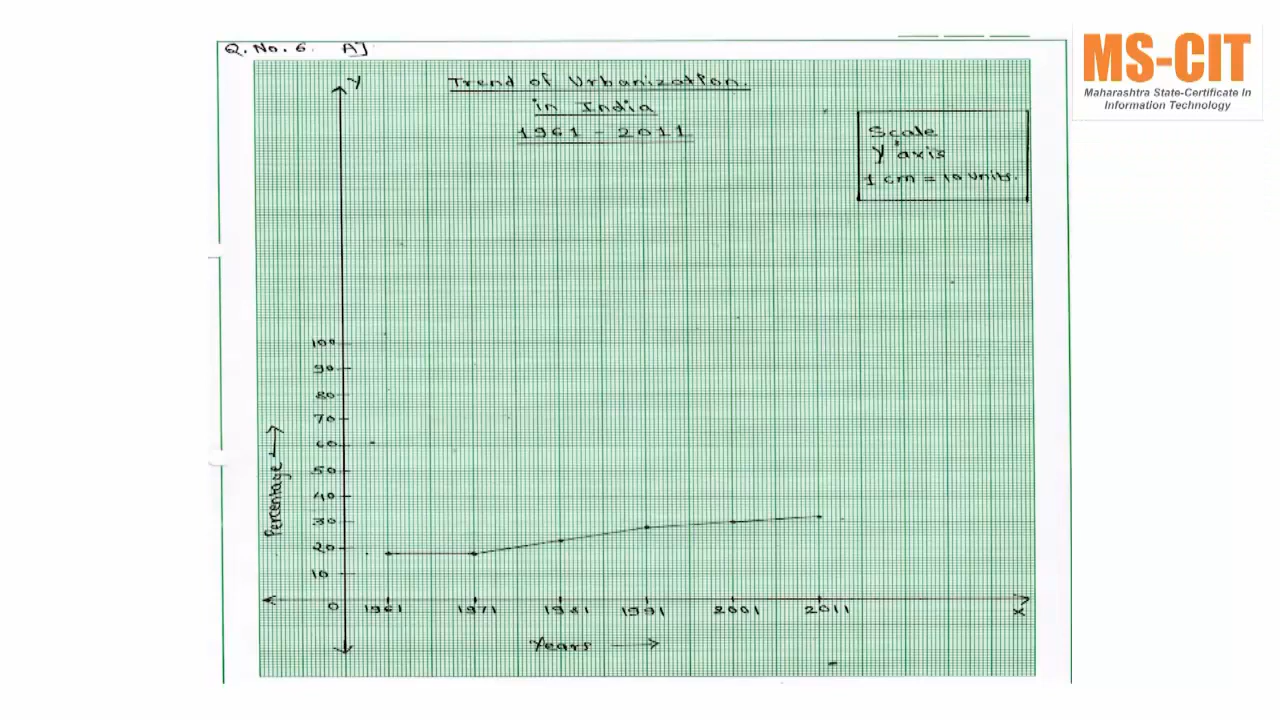 Q. No. 6. A]
MS-CIT
Maharashtra State-Certificate In
Information Technology
Y
Trend of Urbanization.
in India
1961 - 2011
Scale
Y axis
1 cm = 10 units.
100
90
80
70
60
50
40
30
20
10
0
Percentage
1961 1971 1981 1991 2001 2011
X
Years